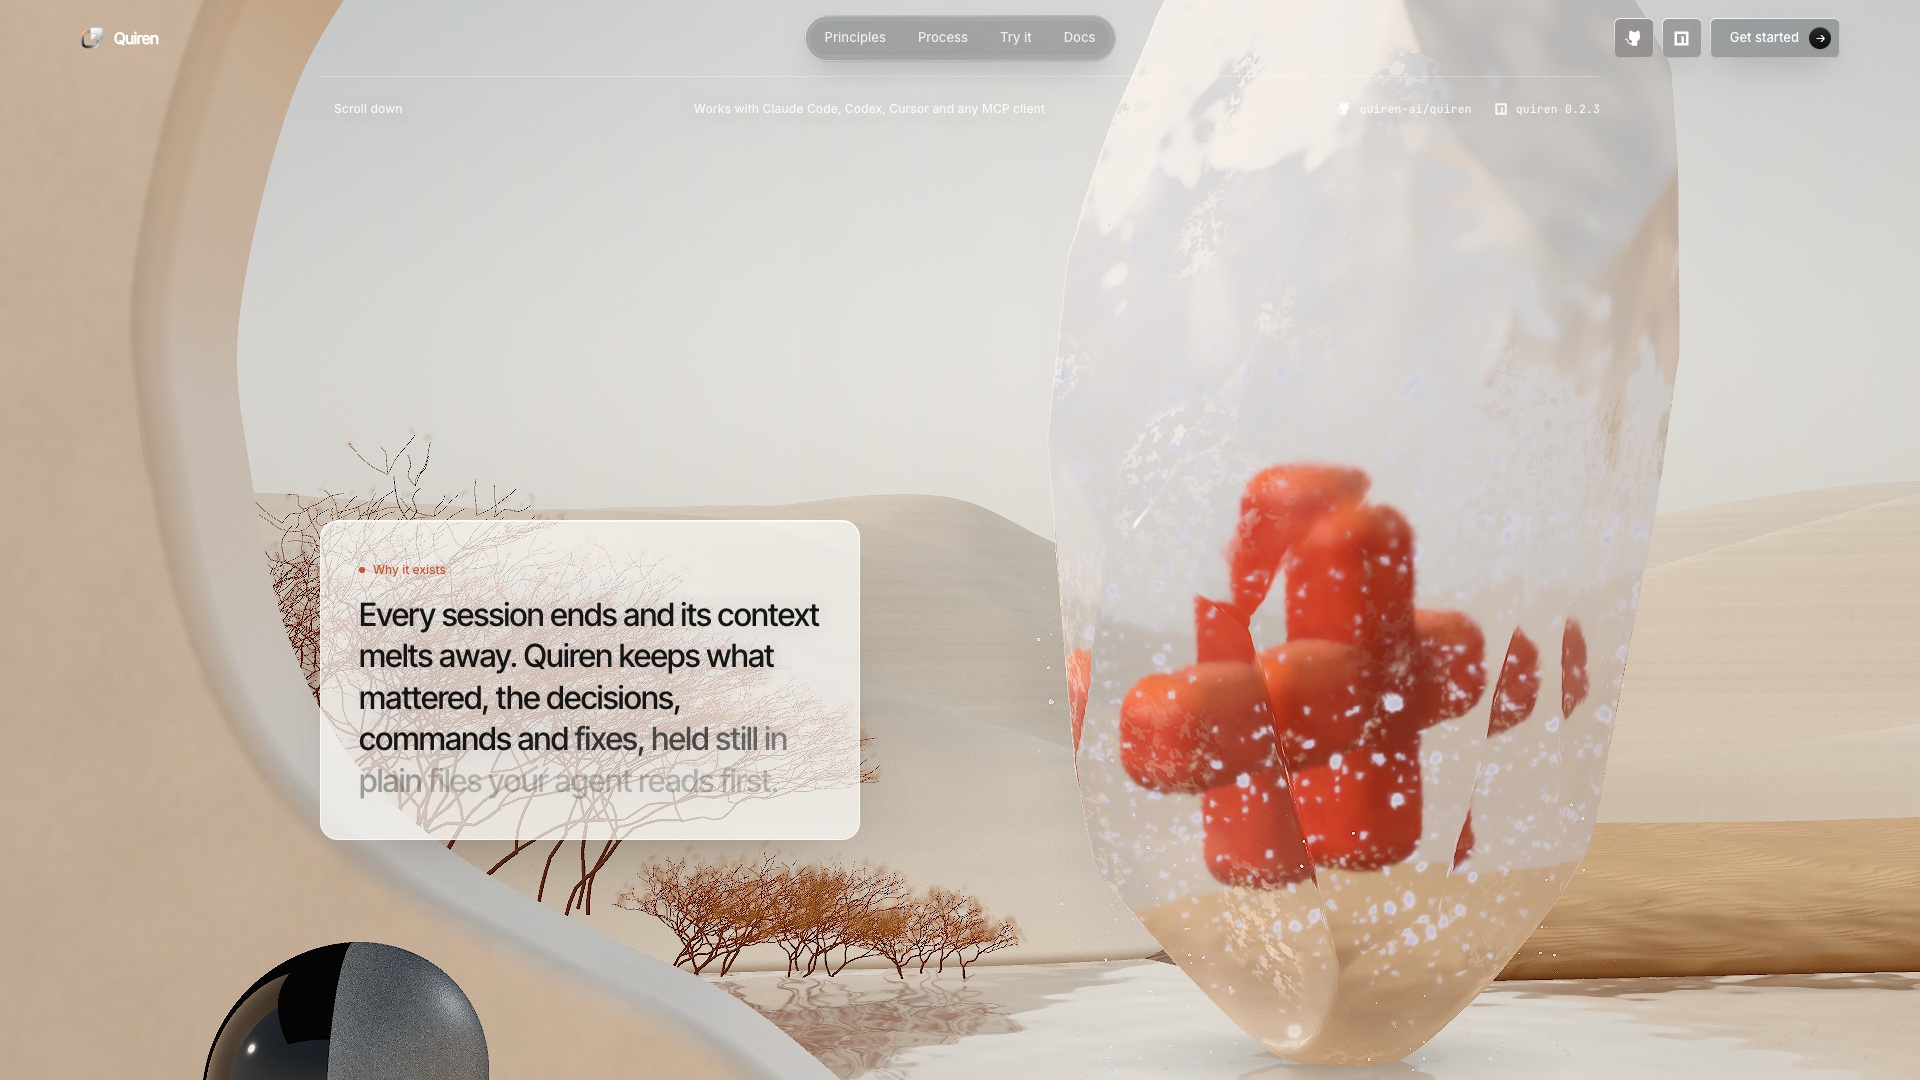 Quiren
Principles
Process
Try it
Docs
Get started
Scroll down
Works with Claude Code, Codex, Cursor and any MCP client
quiren-ai/quiren
quiren 0.2.3
Why it exists
Every session ends and its context
melts away. Quiren keeps what
mattered, the decisions,
commands and fixes, held still in
plain files your agent reads first.